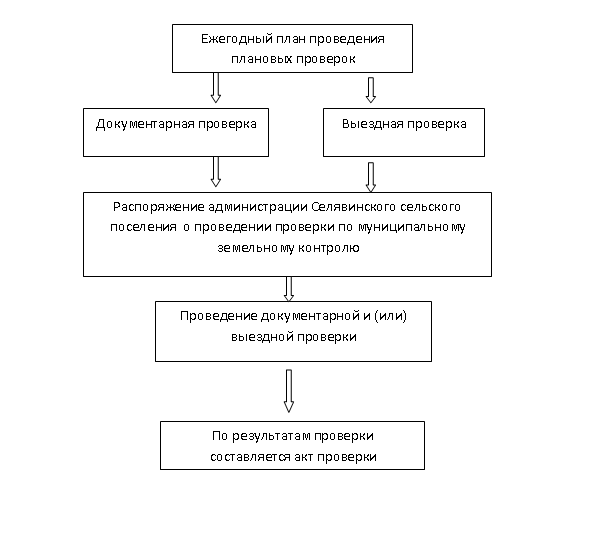 Ежегодный план проведения
плановых проверок
Документарная проверка
Выездная проверка
Распоряжение администрации Селявинского сельского
поселения о проведении проверки по муниципальному
земельному контролю
Проведение документарной и (или)
выездной проверки
По результатам проверки
составляется акт проверки